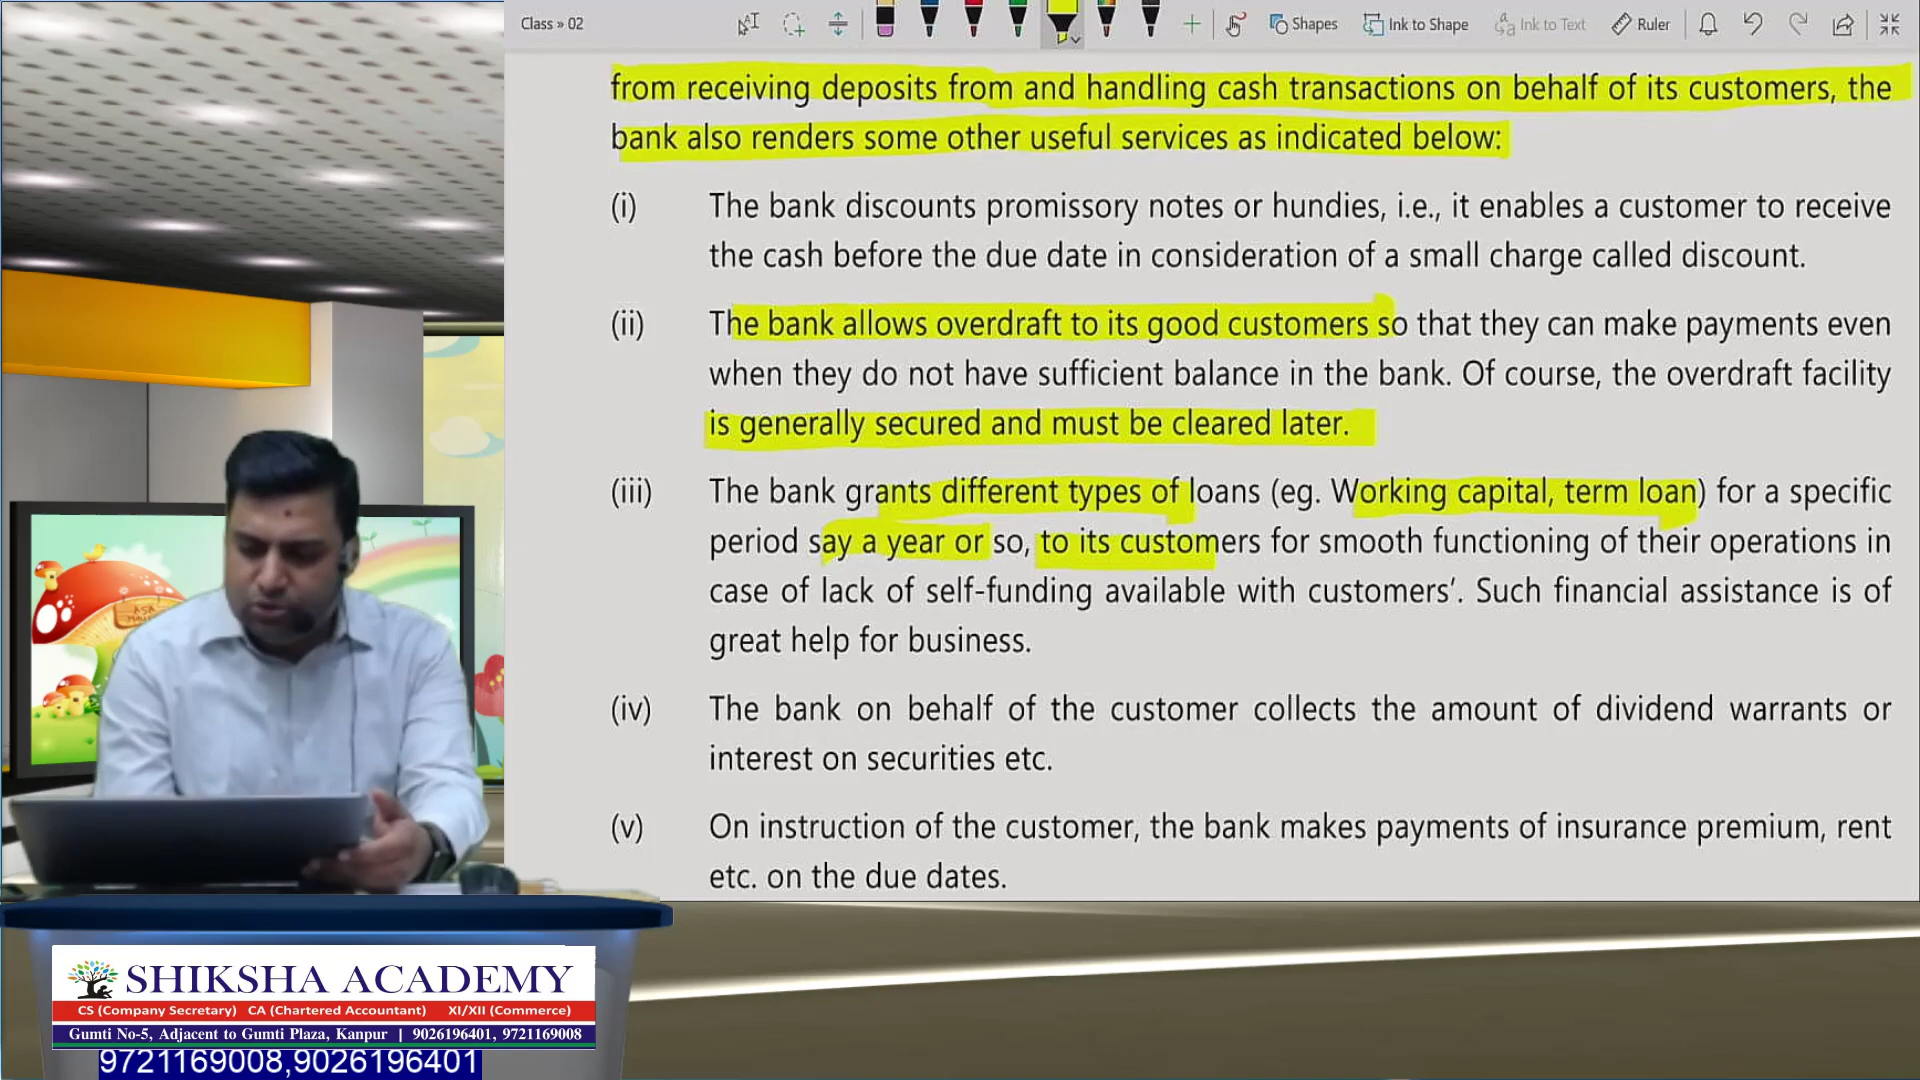 Class » 02
Shapes
Ink to Shape
Ink to Text
Ruler
from receiving deposits from and handling cash transactions on behalf of its customers, the
bank also renders some other useful services as indicated below:
(i) The bank discounts promissory notes or hundies, i.e., it enables a customer to receive
the cash before the due date in consideration of a small charge called discount.
(ii) The bank allows overdraft to its good customers so that they can make payments even
when they do not have sufficient balance in the bank. Of course, the overdraft facility
is generally secured and must be cleared later.
(iii) The bank grants different types of loans (eg. Working capital, term loan) for a specific
period say a year or so, to its customers for smooth functioning of their operations in
case of lack of self-funding available with customers’. Such financial assistance is of
great help for business.
(iv) The bank on behalf of the customer collects the amount of dividend warrants or
interest on securities etc.
(v) On instruction of the customer, the bank makes payments of insurance premium, rent
etc. on the due dates.
SHIKSHA ACADEMY
CS (Company Secretary) CA (Chartered Accountant) XI/XII (Commerce)
Gumti No-5, Adjacent to Gumti Plaza, Kanpur | 9026196401, 9721169008
9721169008,9026196401